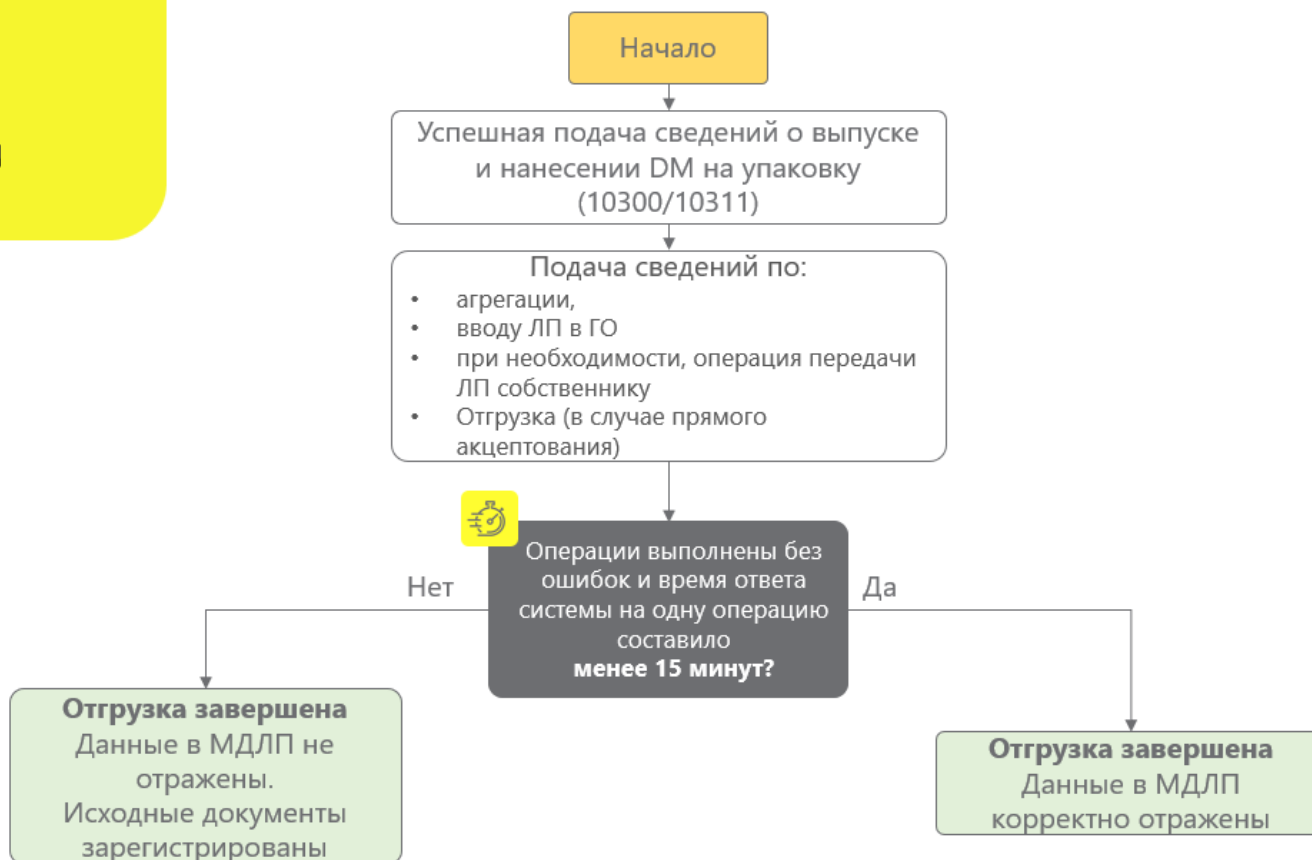 Начало
Успешная подача сведений о выпуске
и нанесении DM на упаковку
(10300/10311)
Подача сведений по:
• агрегации,
• вводу ЛП в ГО
• при необходимости, операция передачи
ЛП собственнику
• Отгрузка (в случае прямого
акцептования)
Операции выполнены без
ошибок и время ответа
системы на одну операцию
составило
менее 15 минут?
Нет
Да
Отгрузка завершена
Данные в МДЛП не
отражены.
Исходные документы
зарегистрированы
Отгрузка завершена
Данные в МДЛП
корректно отражены